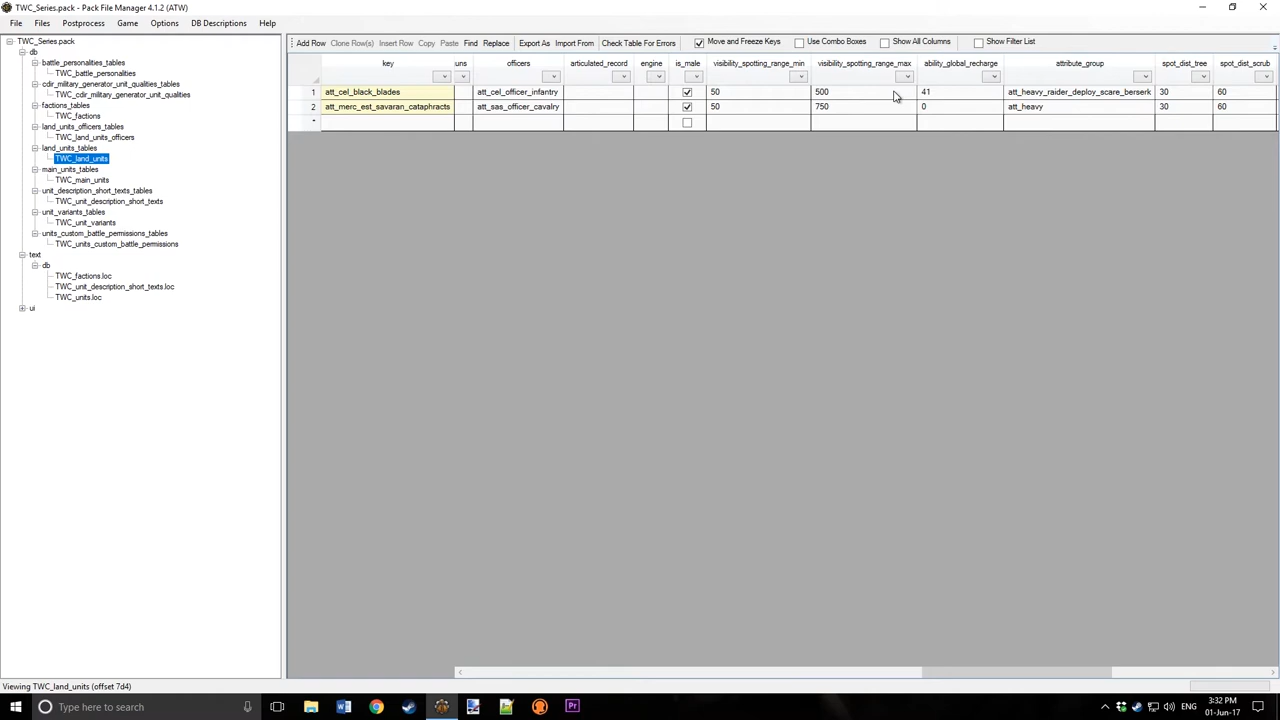 TWC_Series.pack - Pack File Manager 4.1.2 (ATW)
File Files Postprocess Game Options DB Descriptions Help
TWC_Series.pack
db
battle_personalities_tables
TWC_battle_personalities
cdir_military_generator_unit_qualities
TWC_cdir_military_generator_unit_qualities
factions_tables
TWC_factions
land_units_officers_tables
TWC_land_units_officers
land_units_tables
TWC_land_units
main_units_tables
TWC_main_units
unit_description_short_texts_tables
TWC_unit_description_short_texts
unit_variants_tables
TWC_unit_variants
units_custom_battle_permissions_tables
TWC_units_custom_battle_permissions
text
db
TWC_factions.loc
TWC_unit_description_short_texts.loc
TWC_units.loc
ui
Add Row Clone Row(s) Insert Row Copy Paste Find Replace Export As Import From Check Table For Errors Move and Freeze Keys Use Combo Boxes Show All Columns Show Filter List
key uns officers articulated_record engine is_male visibility_spotting_range_min visibility_spotting_range_max ability_global_recharge attribute_group spot_dist_tree spot_dist_scrub
1 att_cel_black_blades att_cel_officer_infantry 50 500 41 att_heavy_raider_deploy_scare_berserk 30 60
2 att_merc_est_savaran_cataphracts att_sas_officer_cavalry 50 750 0 att_heavy 30 60
*
Viewing TWC_land_units (offset 7d4)
Type here to search
W
Pr
ENG
3:32 PM
01-Jun-17